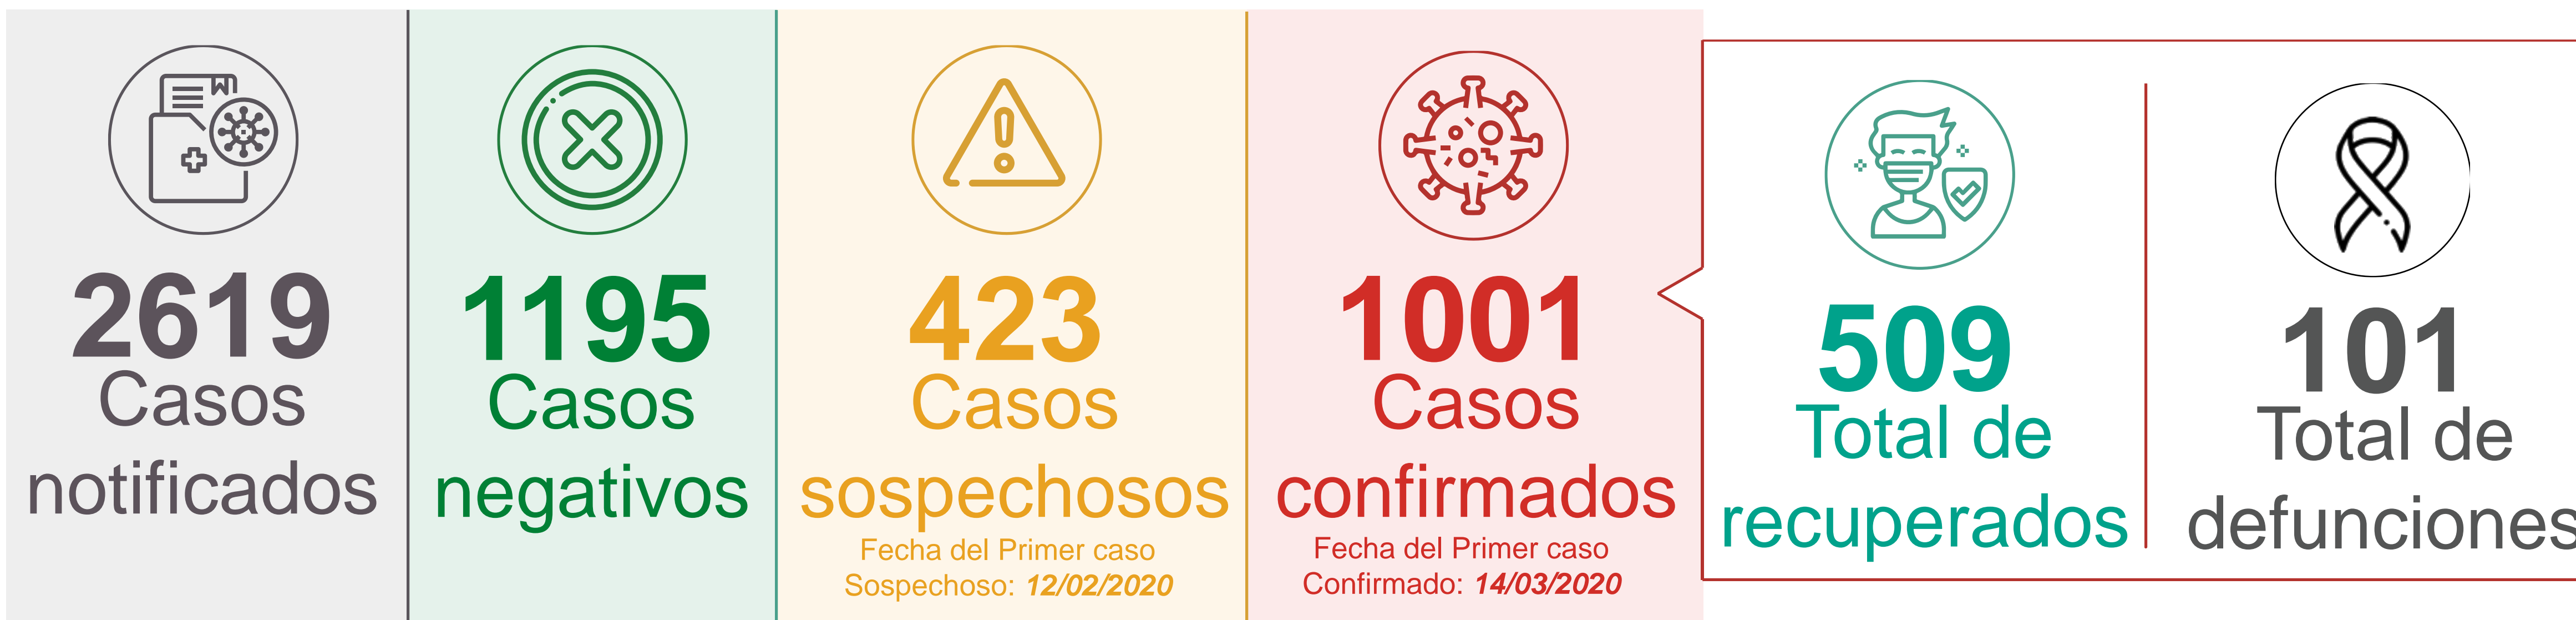 2619
Casos
notificados
1195
Casos
negativos
423
Casos
sospechosos
Fecha del Primer caso
Sospechoso: 12/02/2020
1001
Casos
confirmados
Fecha del Primer caso
Confirmado: 14/03/2020
509
Total de
recuperados
101
Total de
defunciones